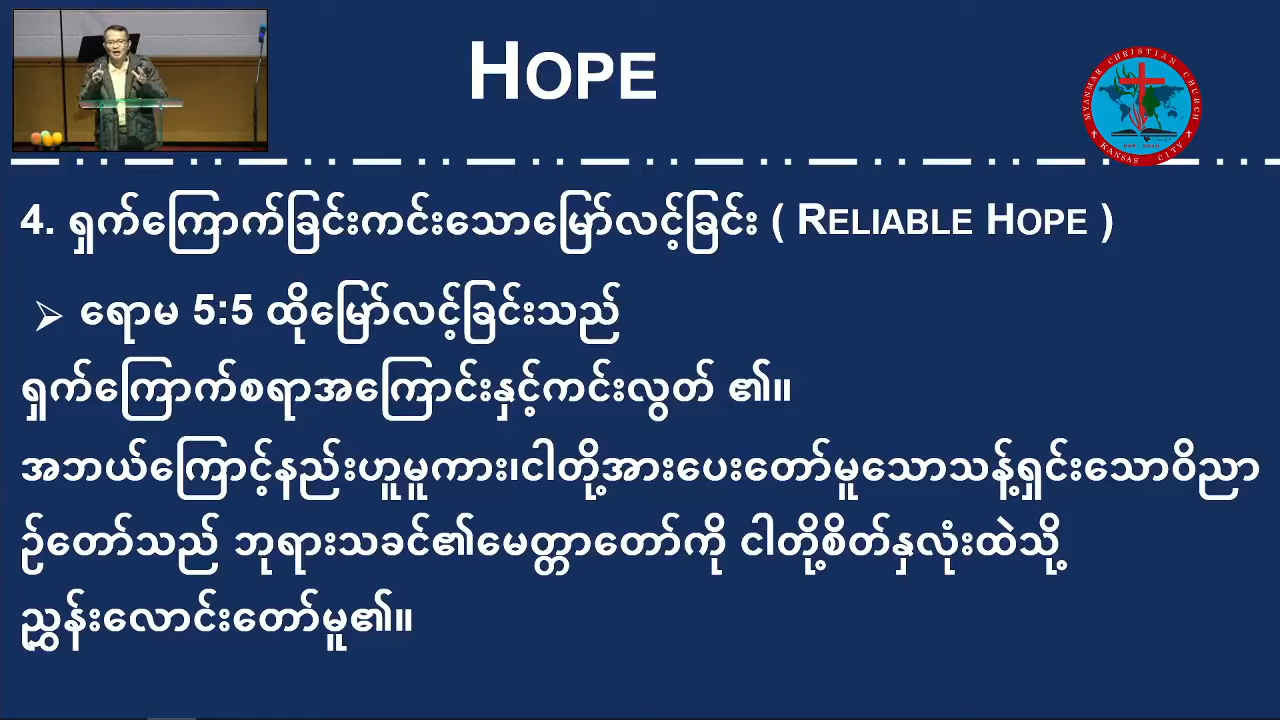 HOPE
MYANMAR CHRISTIAN CHURCH
KANSAS CITY
4. ရှက်ကြောက်ခြင်းကင်းသောမြော်လင့်ခြင်း ( RELIABLE HOPE )
➢ ရောမ 5:5 ထိုမြော်လင့်ခြင်းသည်
ရှက်ကြောက်စရာအကြောင်းနှင့်ကင်းလွတ် ၏။
အဘယ်ကြောင့်နည်းဟူမူကား၊ငါတို့အားပေးတော်မူသောသန့်ရှင်းသောဝိညာ
ဉ်တော်သည် ဘုရားသခင်၏မေတ္တာတော်ကို ငါတို့စိတ်နှလုံးထဲသို့
ညွှန်းလောင်းတော်မူ၏။